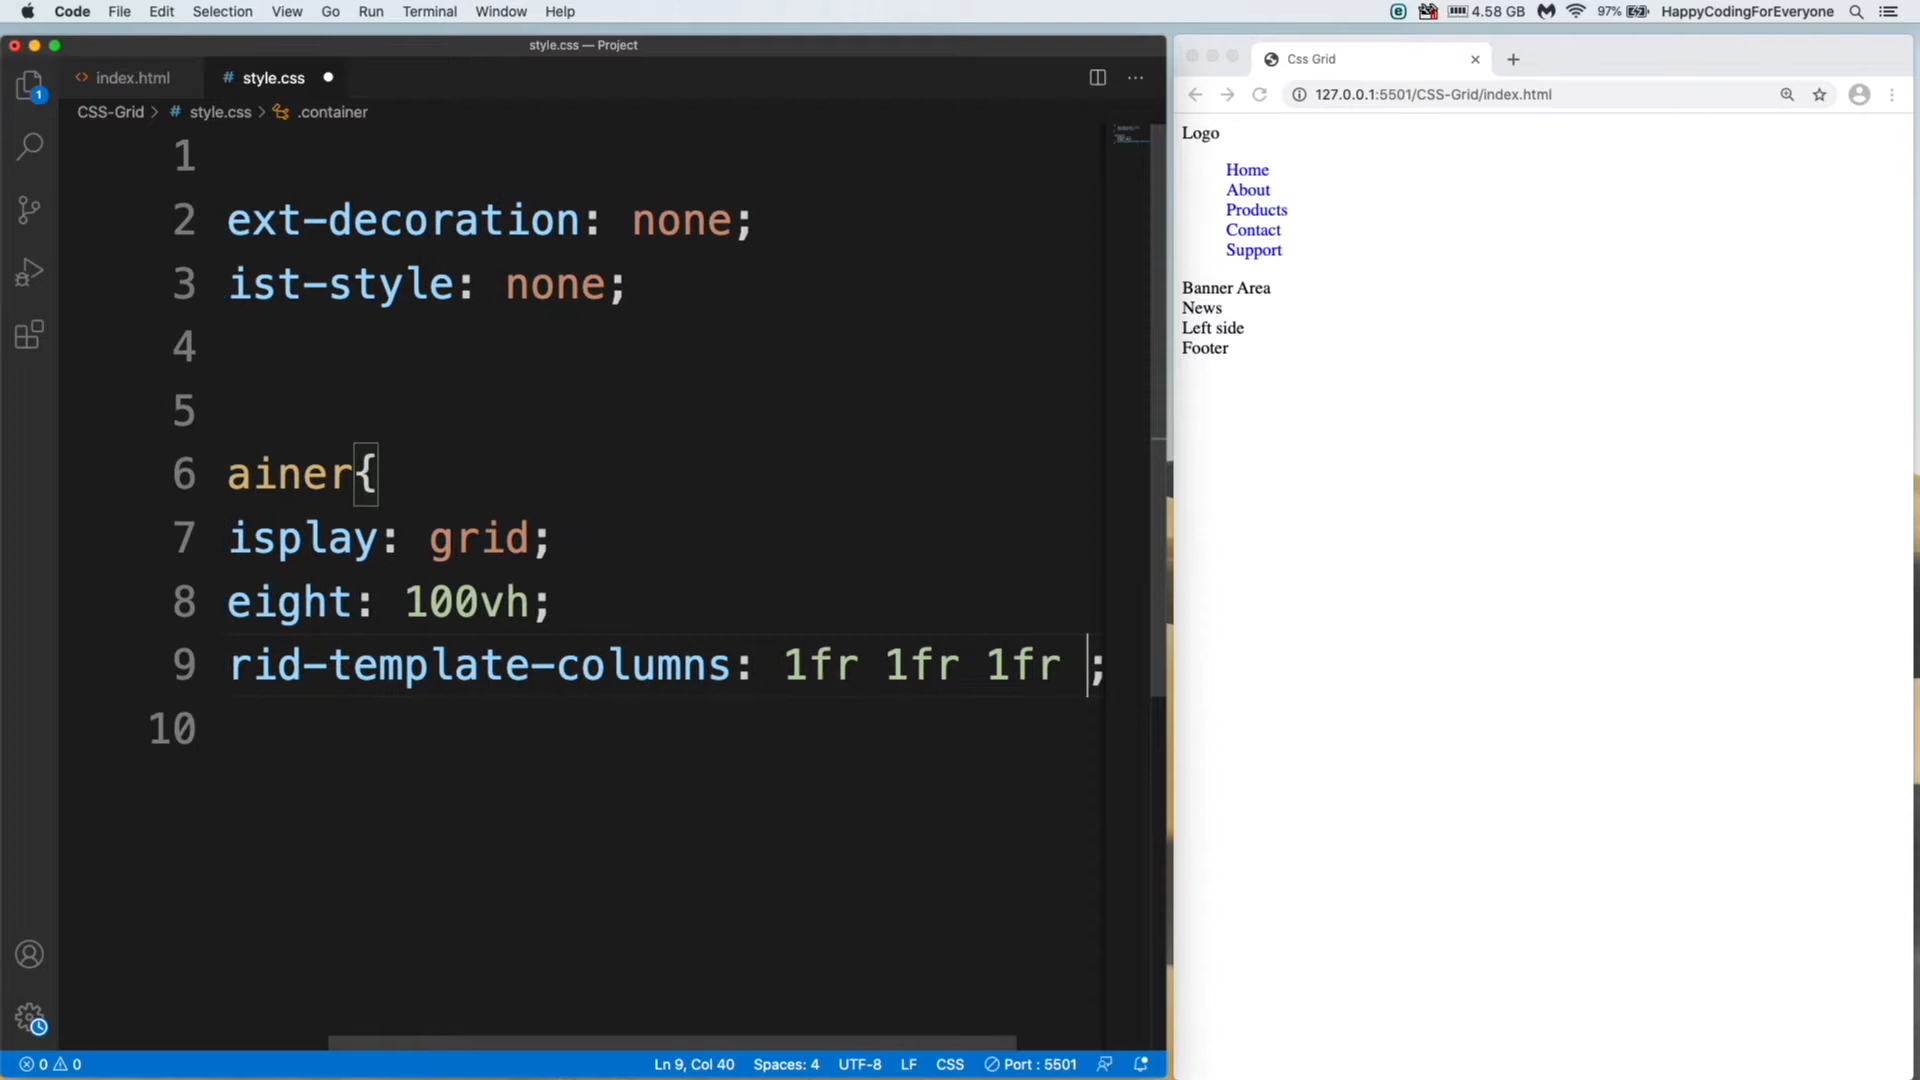 Code File Edit Selection View Go Run Terminal Window Help
4.58 GB 97% HappyCodingForEveryone
style.css — Project
index.html # style.css
CSS-Grid > # style.css > .container
1
2 ext-decoration: none;
3 ist-style: none;
4
5
6 ainer{
7 isplay: grid;
8 eight: 100vh;
9 rid-template-columns: 1fr 1fr 1fr ;
10
1
0 0 Ln 9, Col 40 Spaces: 4 UTF-8 LF CSS Port : 5501
Css Grid
127.0.0.1:5501/CSS-Grid/index.html
Logo
Home
About
Products
Contact
Support
Banner Area
News
Left side
Footer